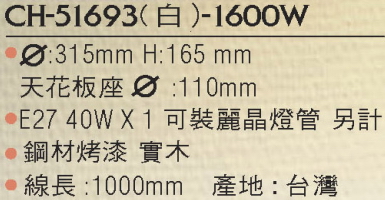 CH-51693(白)-1600W
•Ø:315mm H:165 mm
天花板座 Ø :110mm
•E27 40W X 1 可裝麗晶燈管 另計
•鋼材烤漆 實木
•線長:1000mm 產地:台灣